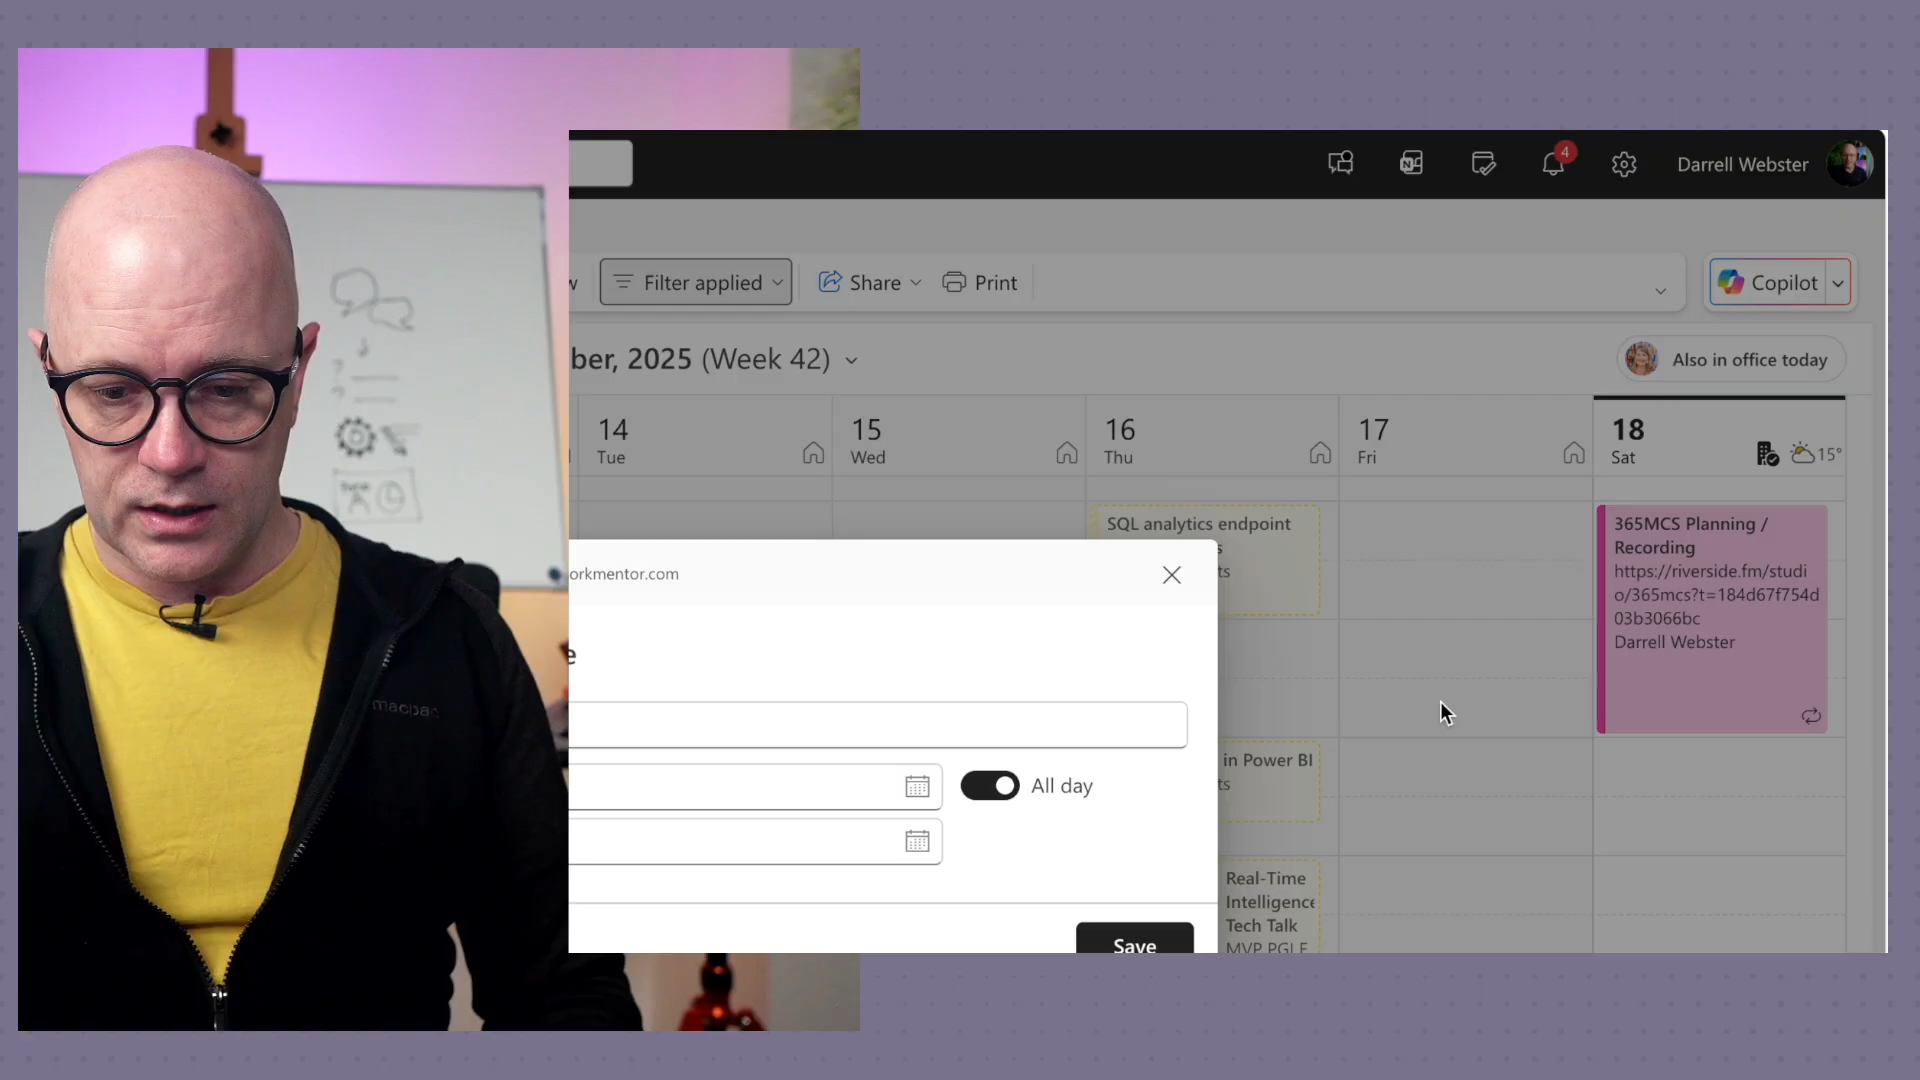 4
Darrell Webster
w
Filter applied
Share
Print
Copilot
ber, 2025 (Week 42)
Also in office today
14
Tue
15
Wed
16
Thu
17
Fri
18
Sat
15°
SQL analytics endpoint
s
ts
365MCS Planning /
Recording
https://riverside.fm/studi
o/365mcs?t=184d67f754d
03b3066bc
Darrell Webster
orkmentor.com
e
All day
in Power BI
ts
Real-Time
Intelligence
Tech Talk
MVP PGI F
Save
macpac